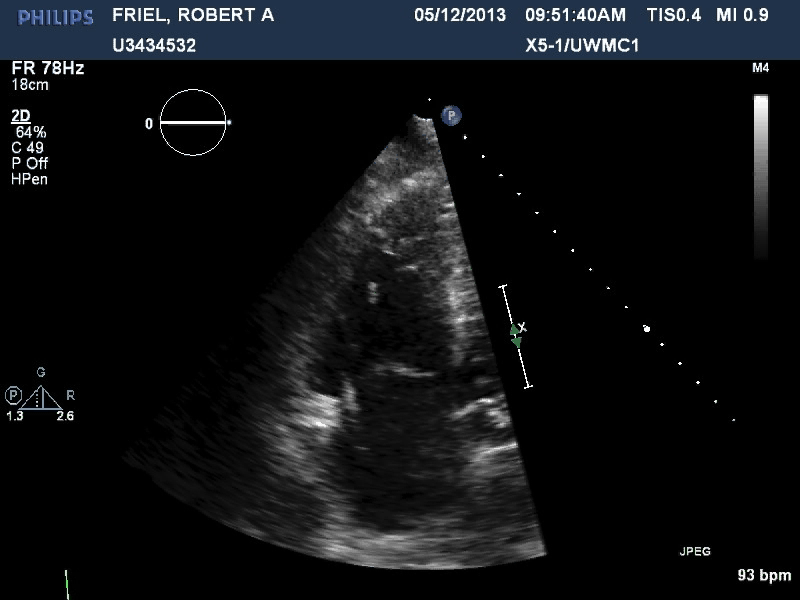 PHILIPS FRIEL, ROBERT A 05/12/2013 09:51:40AM TIS0.4 MI 0.9
U3434532 X5-1/UWMC1
FR 78Hz
18cm
M4
2D
64%
C 49
P Off
HPen
0
P
X
G
P R
1.3 2.6
JPEG
93 bpm